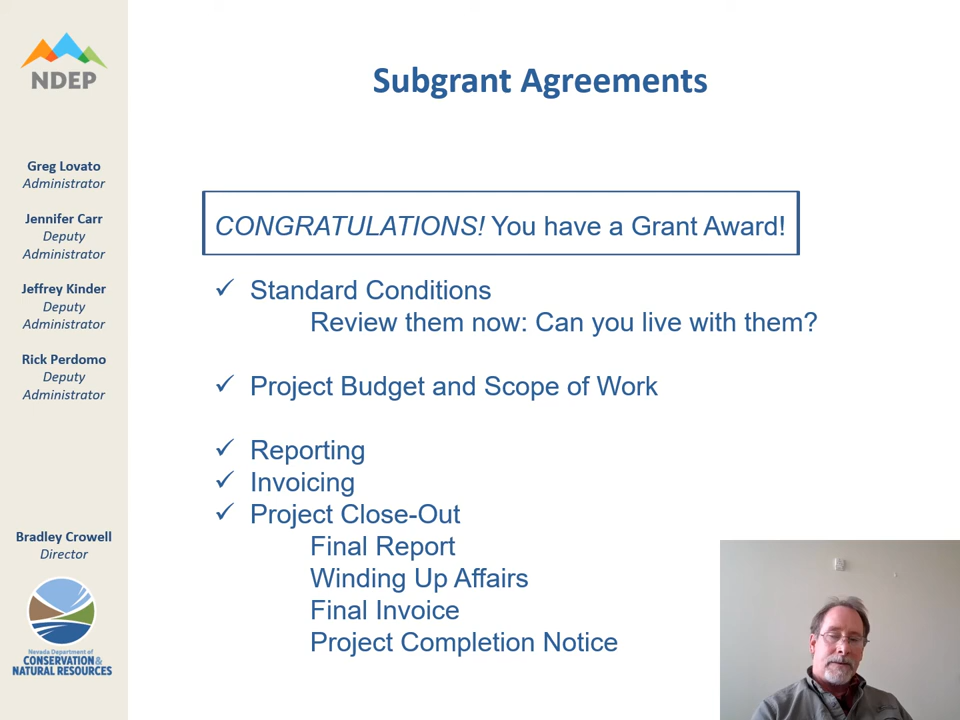 NDEP
Greg Lovato
Administrator
Jennifer Carr
Deputy
Administrator
Jeffrey Kinder
Deputy
Administrator
Rick Perdomo
Deputy
Administrator
Bradley Crowell
Director
Nevada Department of
CONSERVATION &
NATURAL RESOURCES
Subgrant Agreements
CONGRATULATIONS! You have a Grant Award!
✓ Standard Conditions
Review them now: Can you live with them?
✓ Project Budget and Scope of Work
✓ Reporting
✓ Invoicing
✓ Project Close-Out
Final Report
Winding Up Affairs
Final Invoice
Project Completion Notice